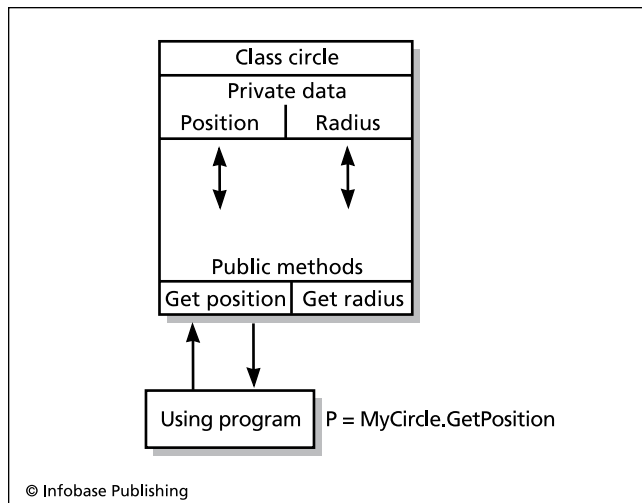 Class circle
Private data
Position
Radius
Public methods
Get position
Get radius
Using program
P = MyCircle.GetPosition
© Infobase Publishing